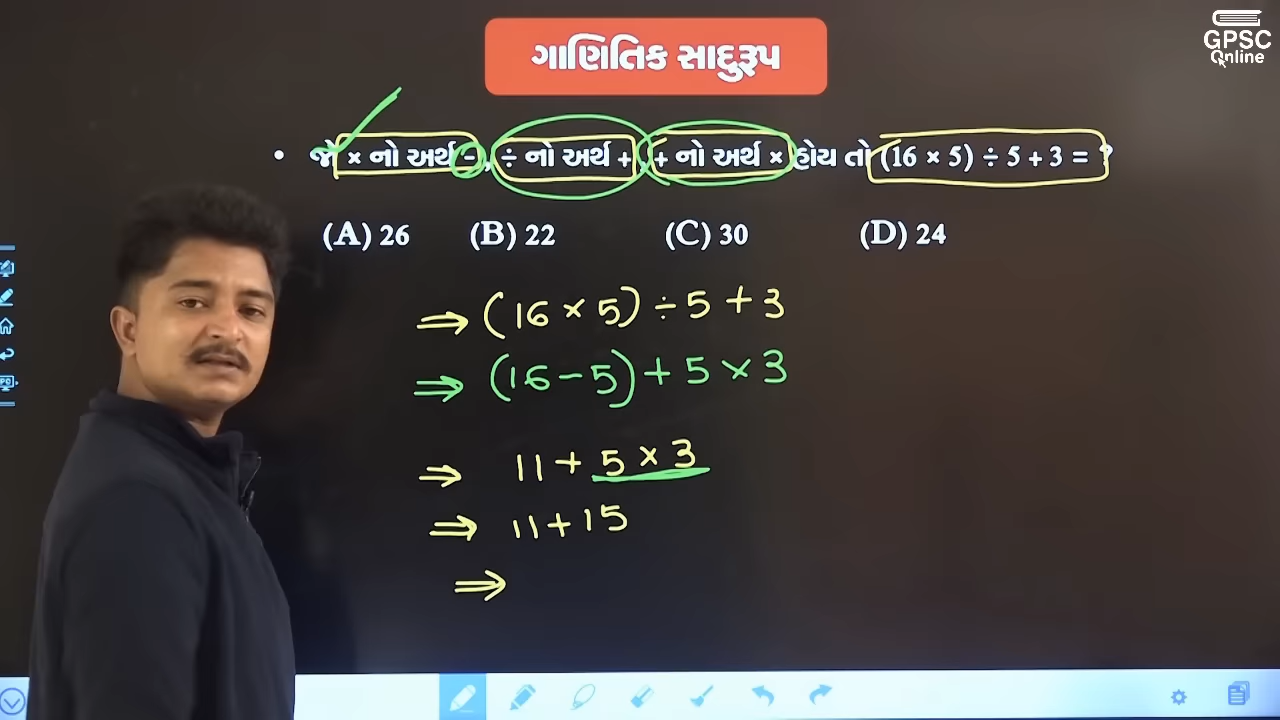 GPSC
Online
ગાણિતિક સાદુરૂપ
• જો × નો અર્થ -, ÷ નો અર્થ + + નો અર્થ × હોય તો (16 × 5) ÷ 5 + 3 = ?
(A) 26 (B) 22 (C) 30 (D) 24
⇒ (16 × 5) ÷ 5 + 3
⇒ (16 - 5) + 5 × 3
⇒ 11 + 5 × 3
⇒ 11 + 15
⇒